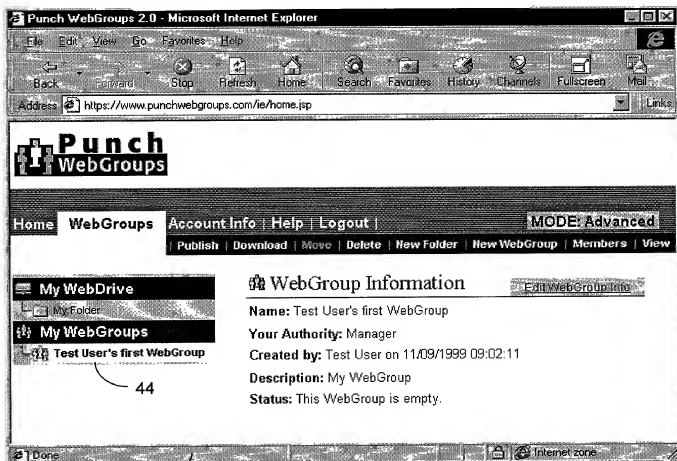 Punch WebGroups 2.0 - Microsoft Internet Explorer
File Edit View Go Favorites Help
Back Forward Stop Refresh Home Search Favorites History Channels Fullscreen Mail
Address https://www.punchwebgroups.com/ie/home.jsp Links
Punch
WebGroups
Home WebGroups Account Info | Help | Logout | MODE: Advanced
| Publish | Download | Move | Delete | New Folder | New WebGroup | Members | View
My WebDrive
My Folder
My WebGroups
Test User's first WebGroup
44
WebGroup Information Edit WebGroup Info
Name: Test User's first WebGroup
Your Authority: Manager
Created by: Test User on 11/09/1999 09:02:11
Description: My WebGroup
Status: This WebGroup is empty.
Done Internet zone